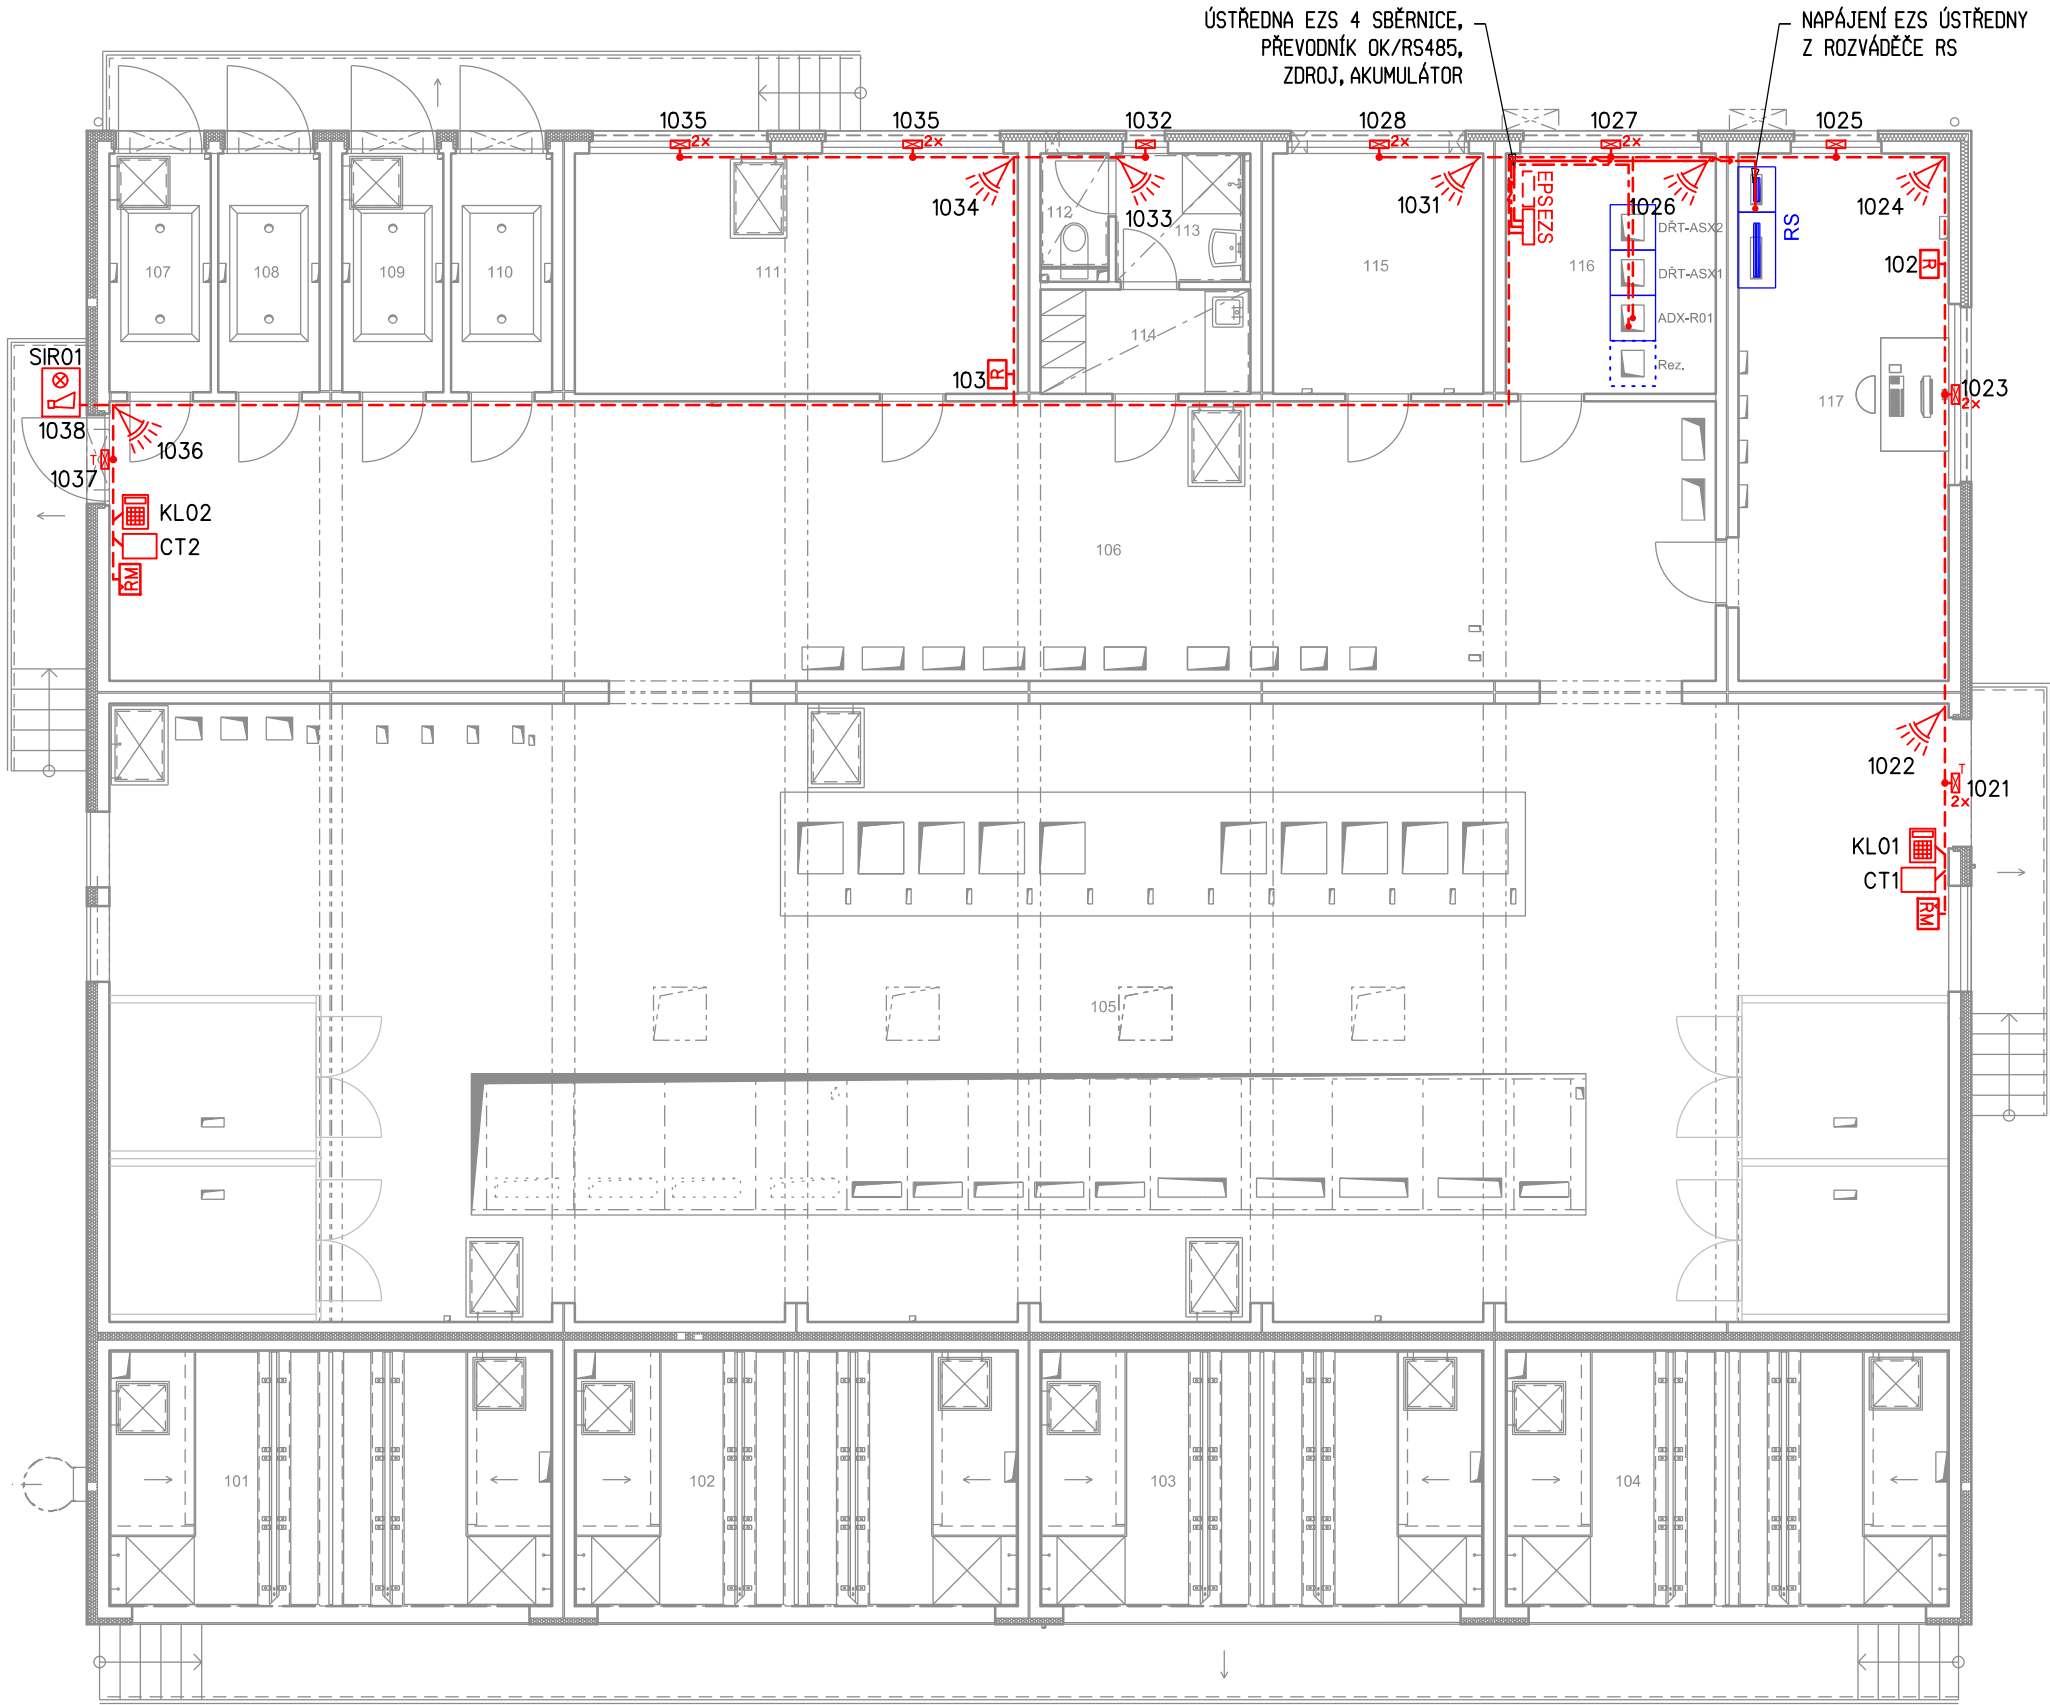 ÚSTŘEDNA EZS 4 SBĚRNICE,
PŘEVODNÍK OK/RS485,
ZDROJ, AKUMULÁTOR
NAPÁJENÍ EZS ÚSTŘEDNY
Z ROZVÁDĚČE RS
1035
2x
1035
2x
1032
1028
2x
1027
2x
1025
1034
1033
1031
1026
1024
EPS
EZS
RS
DŘT-ASX2
DŘT-ASX1
ADX-R01
Rez.
107
108
109
110
111
112
113
114
115
116
117
102
R
103
R
1023
2x
SIR01
1038
1036
T
1037
KL02
CT2
RM
106
1022
T
1021
2x
KL01
CT1
RM
105
101
102
103
104